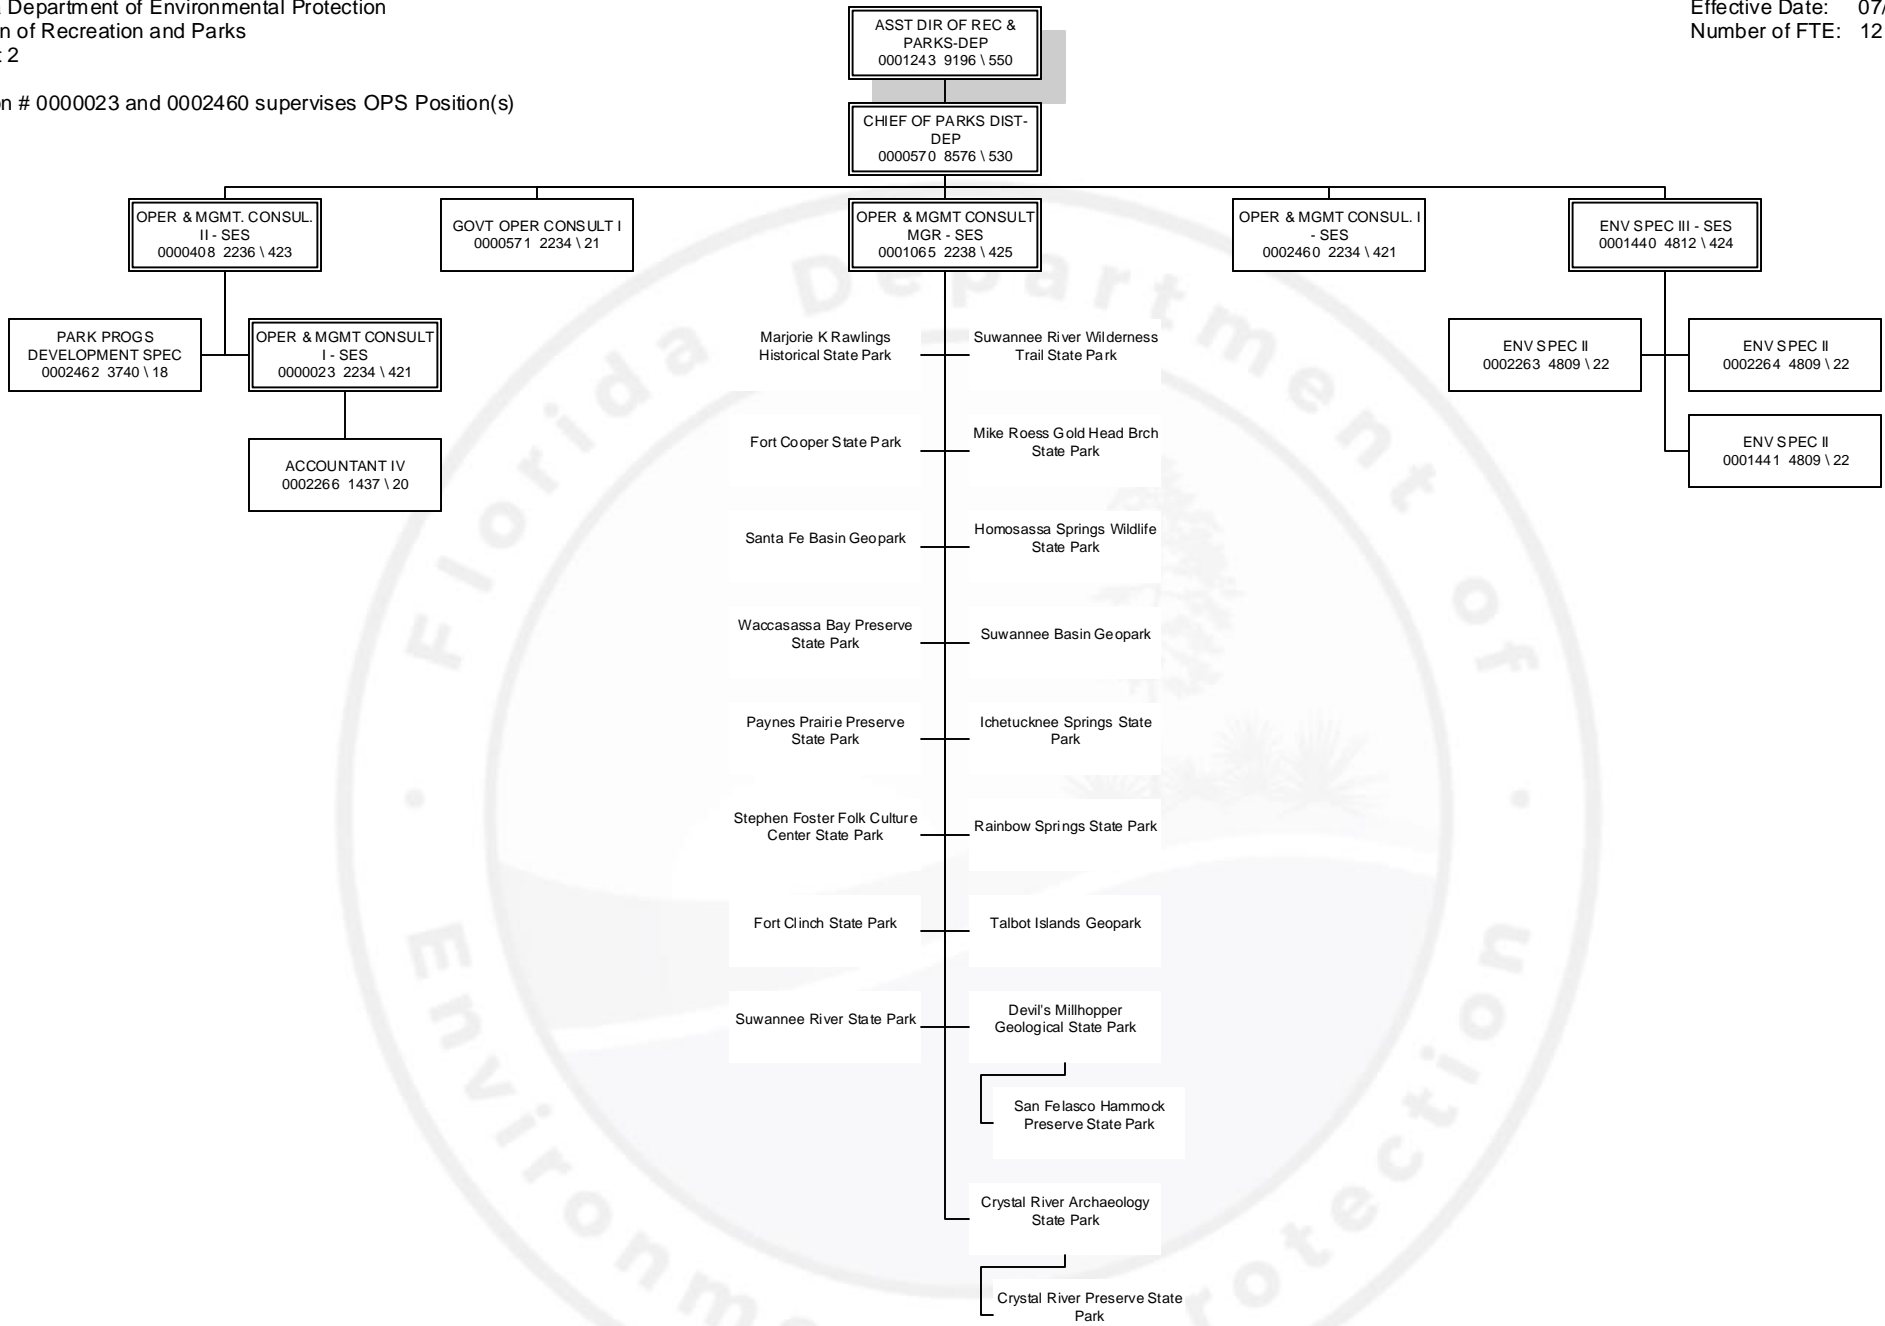 Department of Environmental Protection
of Recreation and Parks
2
# 0000023 and 0002460 supervises OPS Position(s)
Effective Date: 07/
Number of FTE: 12
ASST DIR OF REC &
PARKS-DEP
0001243 9196 \ 550
CHIEF OF PARKS DIST-
DEP
0000570 8576 \ 530
OPER & MGMT. CONSUL.
II - SES
0000408 2236 \ 423
GOVT OPER CONSULT I
0000571 2234 \ 21
OPER & MGMT CONSULT
MGR - SES
0001065 2238 \ 425
OPER & MGMT CONSUL. I
- SES
0002460 2234 \ 421
ENV SPEC III - SES
0001440 4812 \ 424
PARK PROGS
DEVELOPMENT SPEC
0002462 3740 \ 18
OPER & MGMT CONSULT
I - SES
0000023 2234 \ 421
ACCOUNTANT IV
0002266 1437 \ 20
ENV SPEC II
0002263 4809 \ 22
ENV SPEC II
0002264 4809 \ 22
ENV SPEC II
0001441 4809 \ 22
Marjorie K Rawlings
Historical State Park
Suwannee River Wilderness
Trail State Park
Fort Cooper State Park
Mike Roess Gold Head Brch
State Park
Santa Fe Basin Geopark
Homosassa Springs Wildlife
State Park
Waccasassa Bay Preserve
State Park
Suwannee Basin Geopark
Paynes Prairie Preserve
State Park
Ichetucknee Springs State
Park
Stephen Foster Folk Culture
Center State Park
Rainbow Springs State Park
Fort Clinch State Park
Talbot Islands Geopark
Suwannee River State Park
Devil's Millhopper
Geological State Park
San Felasco Hammock
Preserve State Park
Crystal River Archaeology
State Park
Crystal River Preserve State
Park
Florida Department of